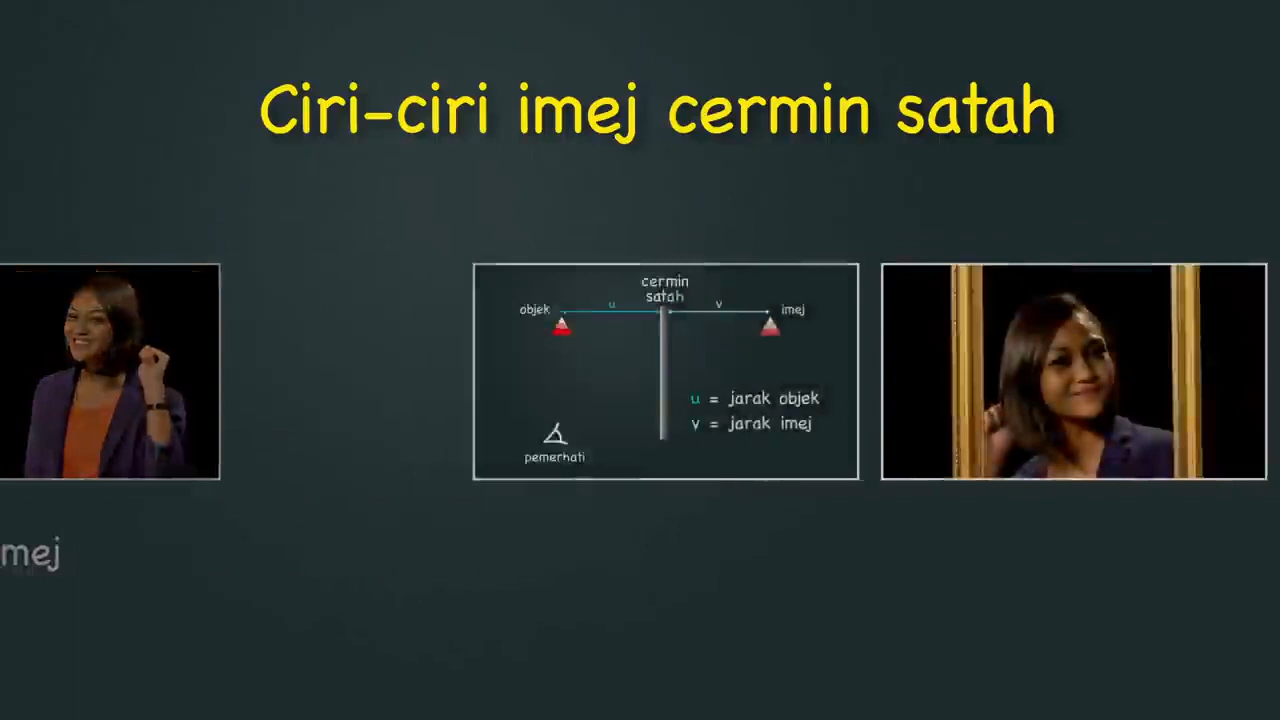 Ciri-ciri imej cermin satah
cermin
satah
objek
u
v
imej
u = jarak objek
v = jarak imej
pemerhati
mej